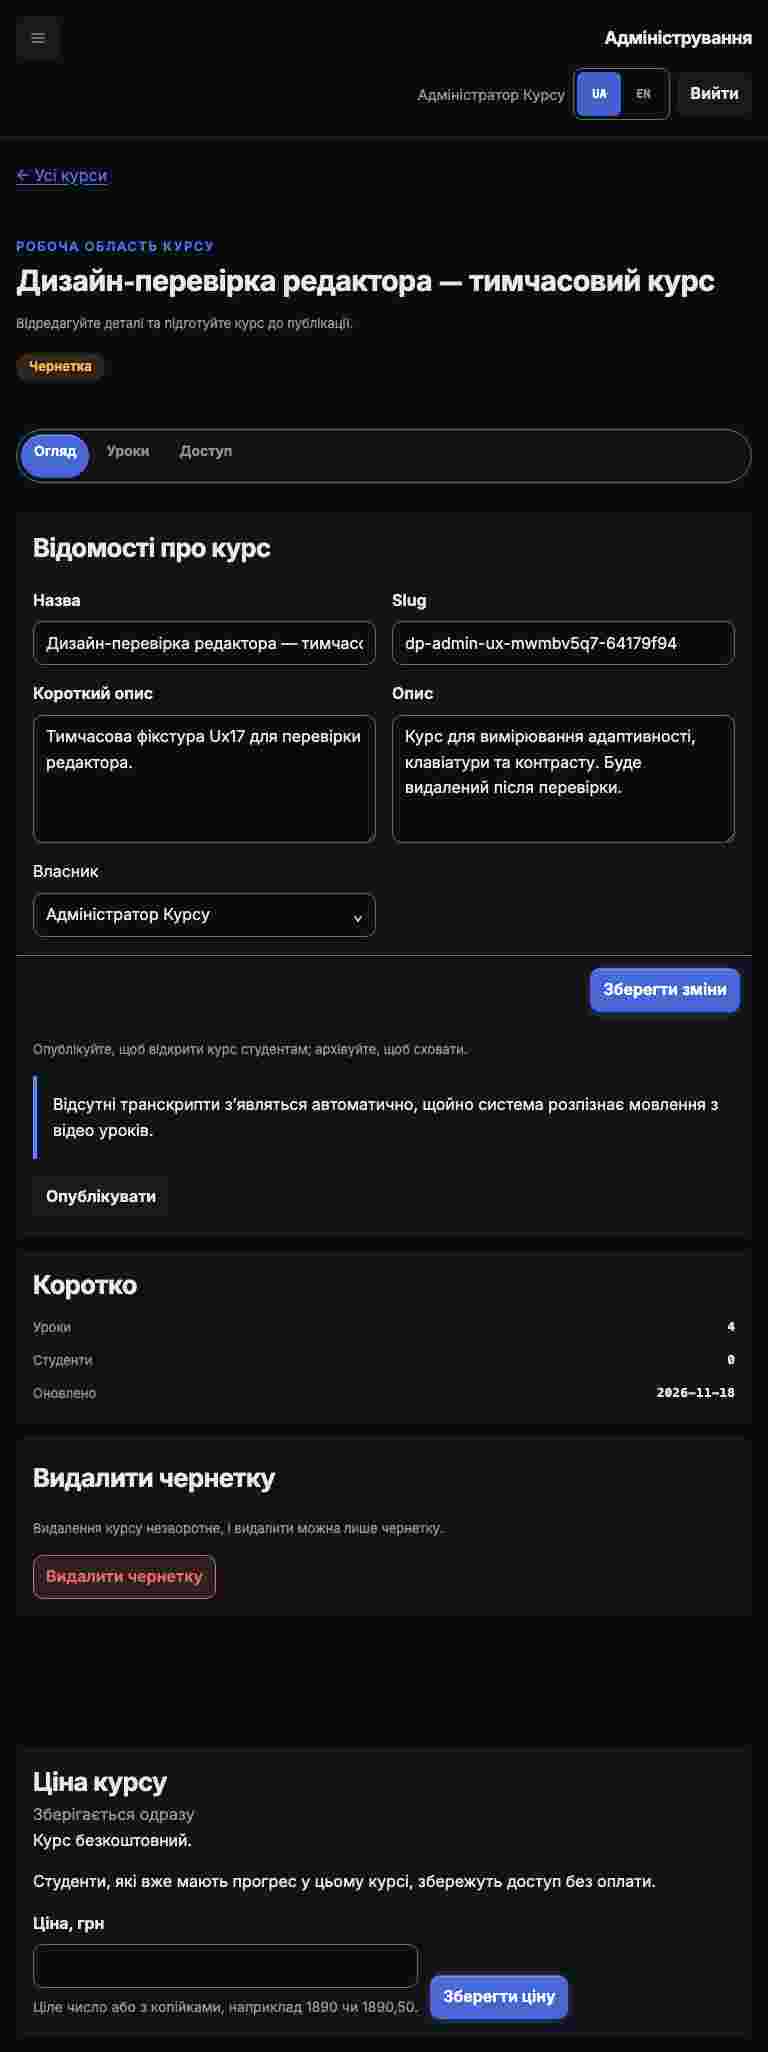 Адміністрування
Адміністратор Курсу
UA
EN
Вийти
← Усі курси
РОБОЧА ОБЛАСТЬ КУРСУ
Дизайн-перевірка редактора — тимчасовий курс
Відредагуйте деталі та підготуйте курс до публікації.
Чернетка
Огляд
Уроки
Доступ
Відомості про курс
Назва
Slug
Дизайн-перевірка редактора — тимчасо
dp-admin-ux-mwmbv5q7-64179f94
Короткий опис
Опис
Тимчасова фікстура Ux17 для перевірки
редактора.
Курс для вимірювання адаптивності,
клавіатури та контрасту. Буде
видалений після перевірки.
Власник
Адміністратор Курсу
Зберегти зміни
Опублікуйте, щоб відкрити курс студентам; архівуйте, щоб сховати.
Відсутні транскрипти з’являться автоматично, щойно система розпізнає мовлення з
відео уроків.
Опублікувати
Коротко
Уроки
4
Студенти
0
Оновлено
2026-11-18
Видалити чернетку
Видалення курсу незворотне, і видалити можна лише чернетку.
Видалити чернетку
Ціна курсу
Зберігається одразу
Курс безкоштовний.
Студенти, які вже мають прогрес у цьому курсі, збережуть доступ без оплати.
Ціна, грн
Ціле число або з копійками, наприклад 1890 чи 1890,50.
Зберегти ціну